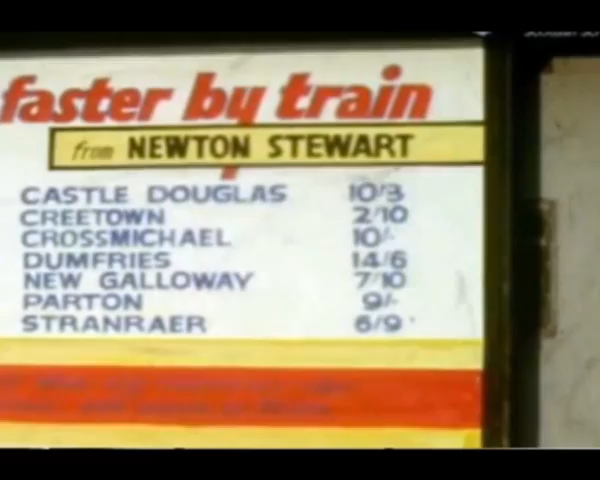 faster by train
from NEWTON STEWART
CASTLE DOUGLAS 10/3
CREETOWN 2/10
CROSSMICHAEL 10/-
DUMFRIES 14/6
NEW GALLOWAY 7/10
PARTON 9/-
STRANRAER 6/9